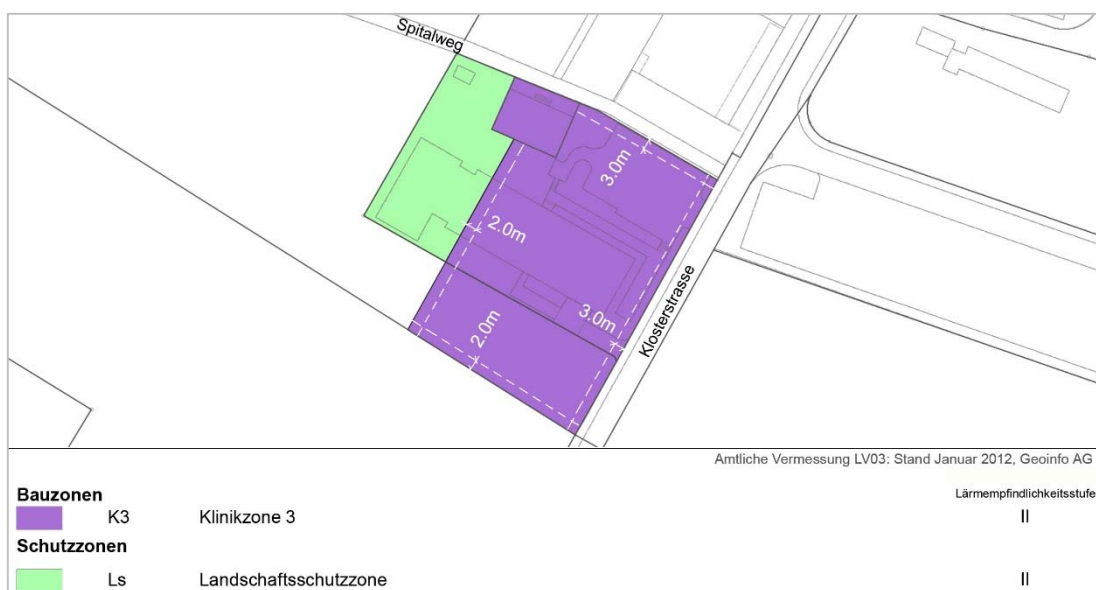 Spitalweg
3.0m
2.0m
3.0m
Klosterstrasse
2.0m
Amtliche Vermessung LV03: Stand Januar 2012, Geoinfo AG
Bauzonen Lärmempfindlichkeitsstufe
K3 Klinikzone 3 II
Schutzzonen
Ls Landschaftsschutzzone II